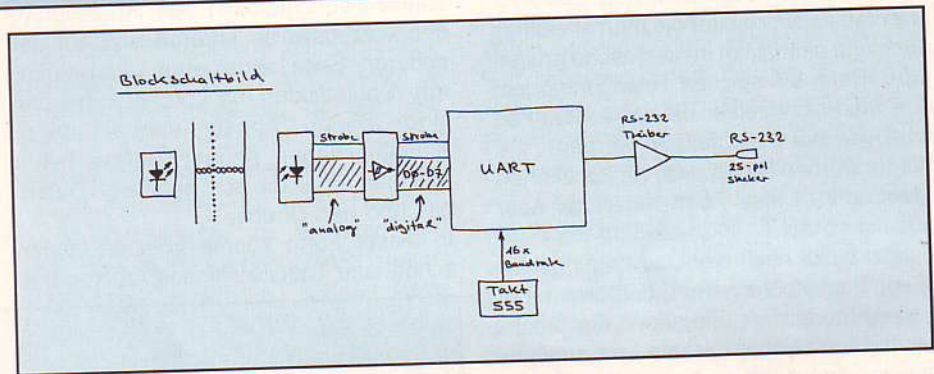 Blockschaltbild
Strobe
Strobe
D0-D7
"analog"
"digital"
UART
16x
Baudrate
Takt
555
RS-232
Treiber
RS-232
25-pol
Stecker